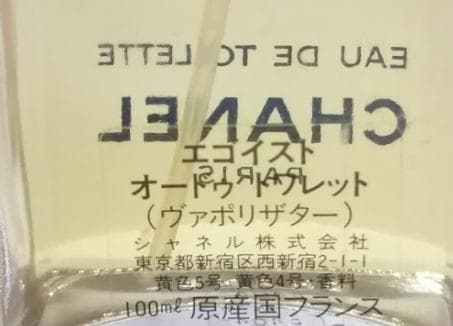 EAU DE TOILETTE
CHANEL
エコイスト
PARIS
オードゥ トワレット
(ヴァポリザター)
シャネル株式会社
東京都新宿区西新宿2-1-1
黄色5号・黄色4号・香料
100ml 原産国フランス